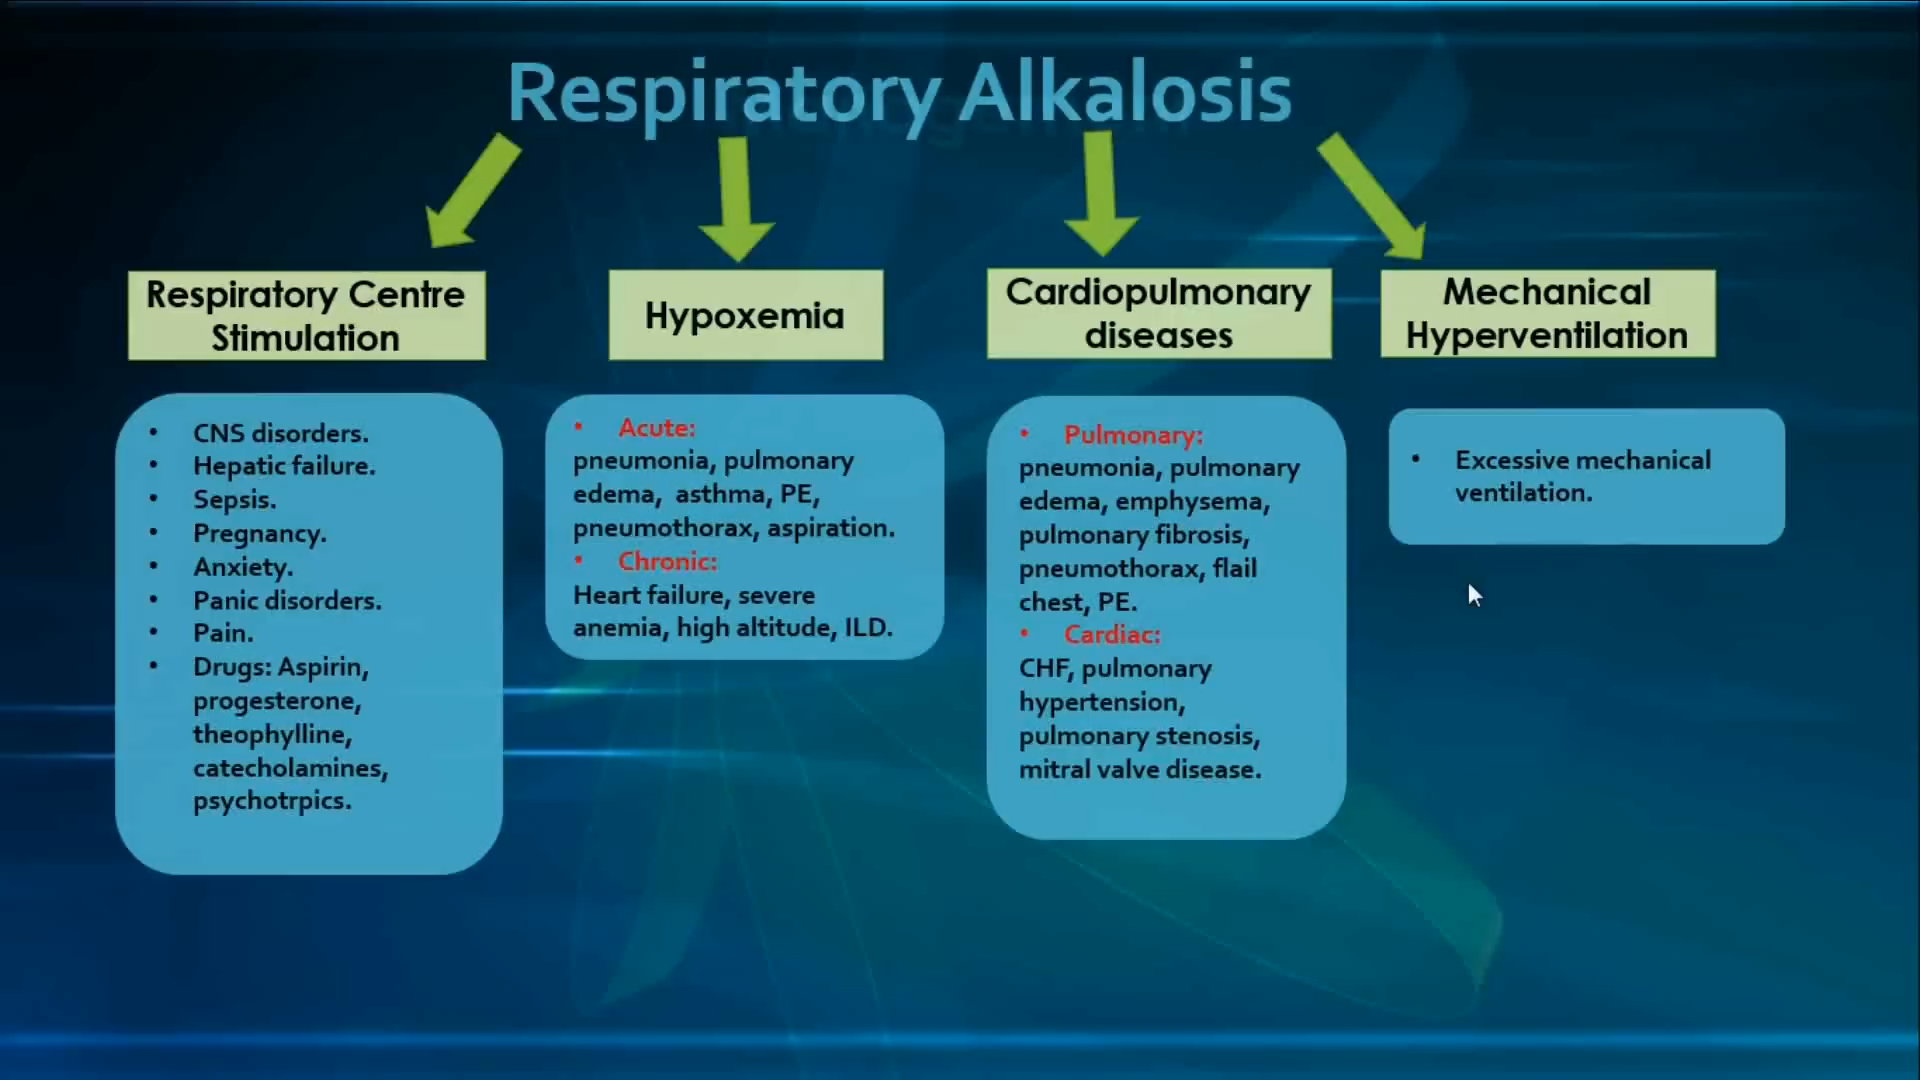 Respiratory Alkalosis
Respiratory Centre
Stimulation
• CNS disorders.
• Hepatic failure.
• Sepsis.
• Pregnancy.
• Anxiety.
• Panic disorders.
• Pain.
• Drugs: Aspirin,
progesterone,
theophylline,
catecholamines,
psychotrpics.
Hypoxemia
• Acute:
pneumonia, pulmonary
edema, asthma, PE,
pneumothorax, aspiration.
• Chronic:
Heart failure, severe
anemia, high altitude, ILD.
Cardiopulmonary
diseases
• Pulmonary:
pneumonia, pulmonary
edema, emphysema,
pulmonary fibrosis,
pneumothorax, flail
chest, PE.
• Cardiac:
CHF, pulmonary
hypertension,
pulmonary stenosis,
mitral valve disease.
Mechanical
Hyperventilation
• Excessive mechanical
ventilation.